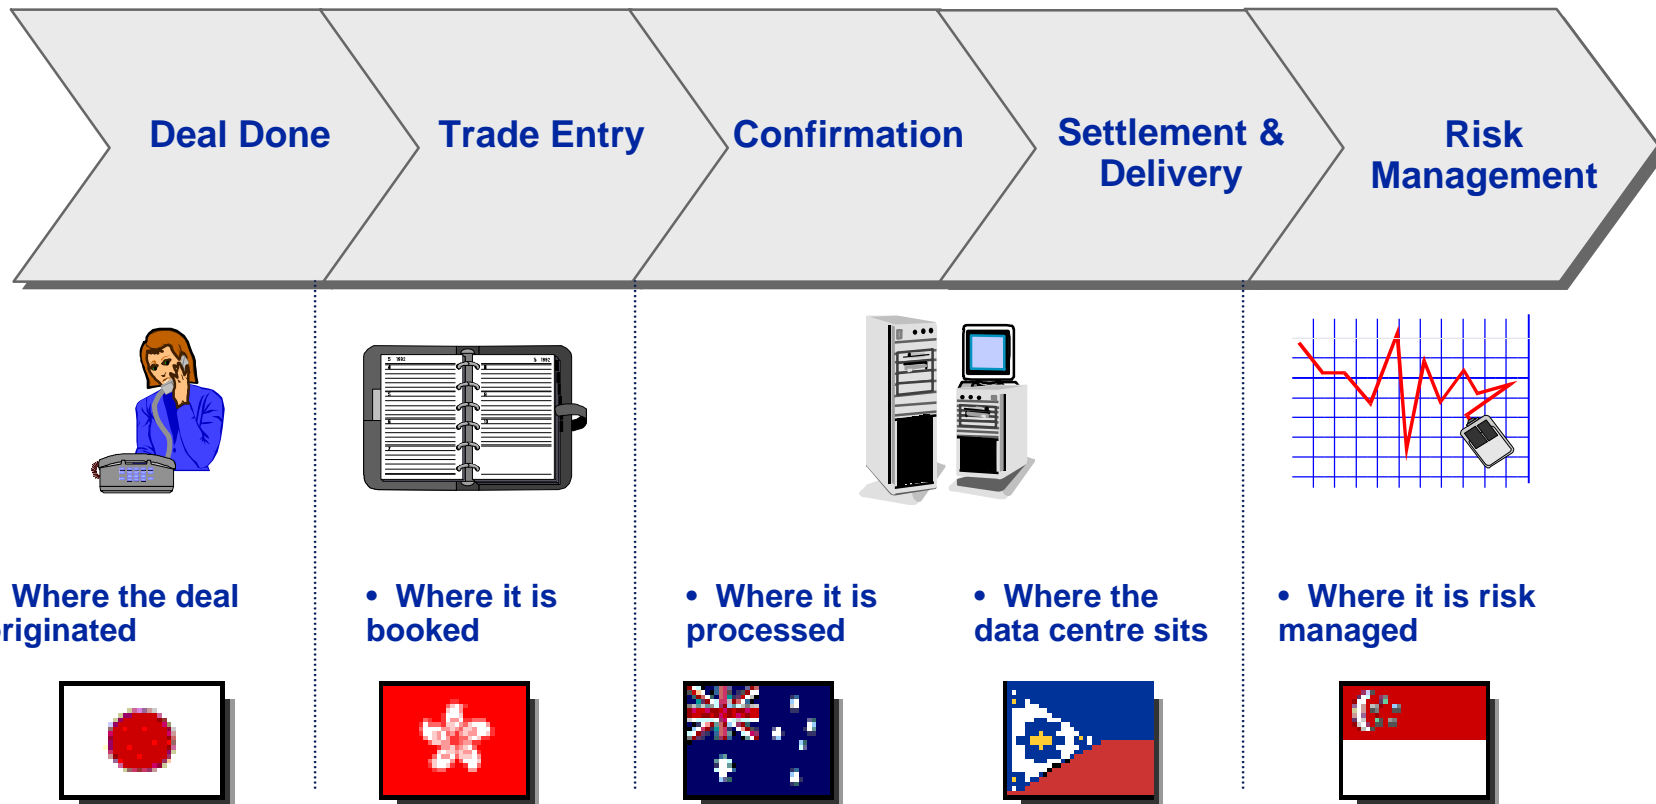 Deal Done
Trade Entry
Confirmation
Settlement &
Delivery
Risk
Management
Where the deal
originated
• Where it is
booked
• Where it is
processed
• Where the
data centre sits
• Where it is risk
managed